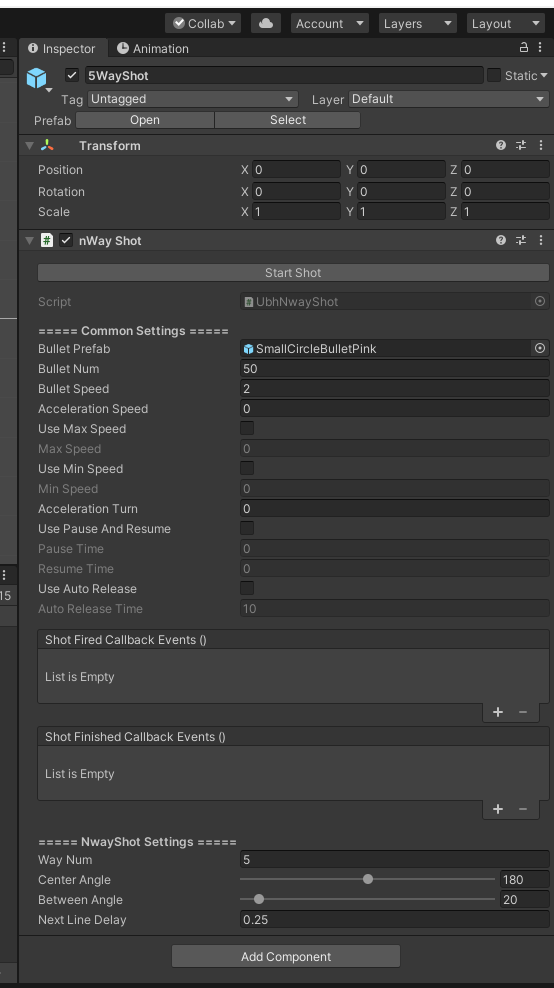 Collab Account Layers Layout
Inspector Animation
5WayShot Static
Tag Untagged Layer Default
Prefab Open Select
Transform
Position X 0 Y 0 Z 0
Rotation X 0 Y 0 Z 0
Scale X 1 Y 1 Z 1
# nWay Shot
Start Shot
Script # UbhNwayShot
===== Common Settings =====
Bullet Prefab SmallCircleBulletPink
Bullet Num 50
Bullet Speed 2
Acceleration Speed 0
Use Max Speed
Max Speed 0
Use Min Speed
Min Speed 0
Acceleration Turn 0
Use Pause And Resume
Pause Time 0
Resume Time 0
15
Use Auto Release
Auto Release Time 10
Shot Fired Callback Events ()
List is Empty
+ −
Shot Finished Callback Events ()
List is Empty
+ −
===== NwayShot Settings =====
Way Num 5
Center Angle 180
Between Angle 20
Next Line Delay 0.25
Add Component